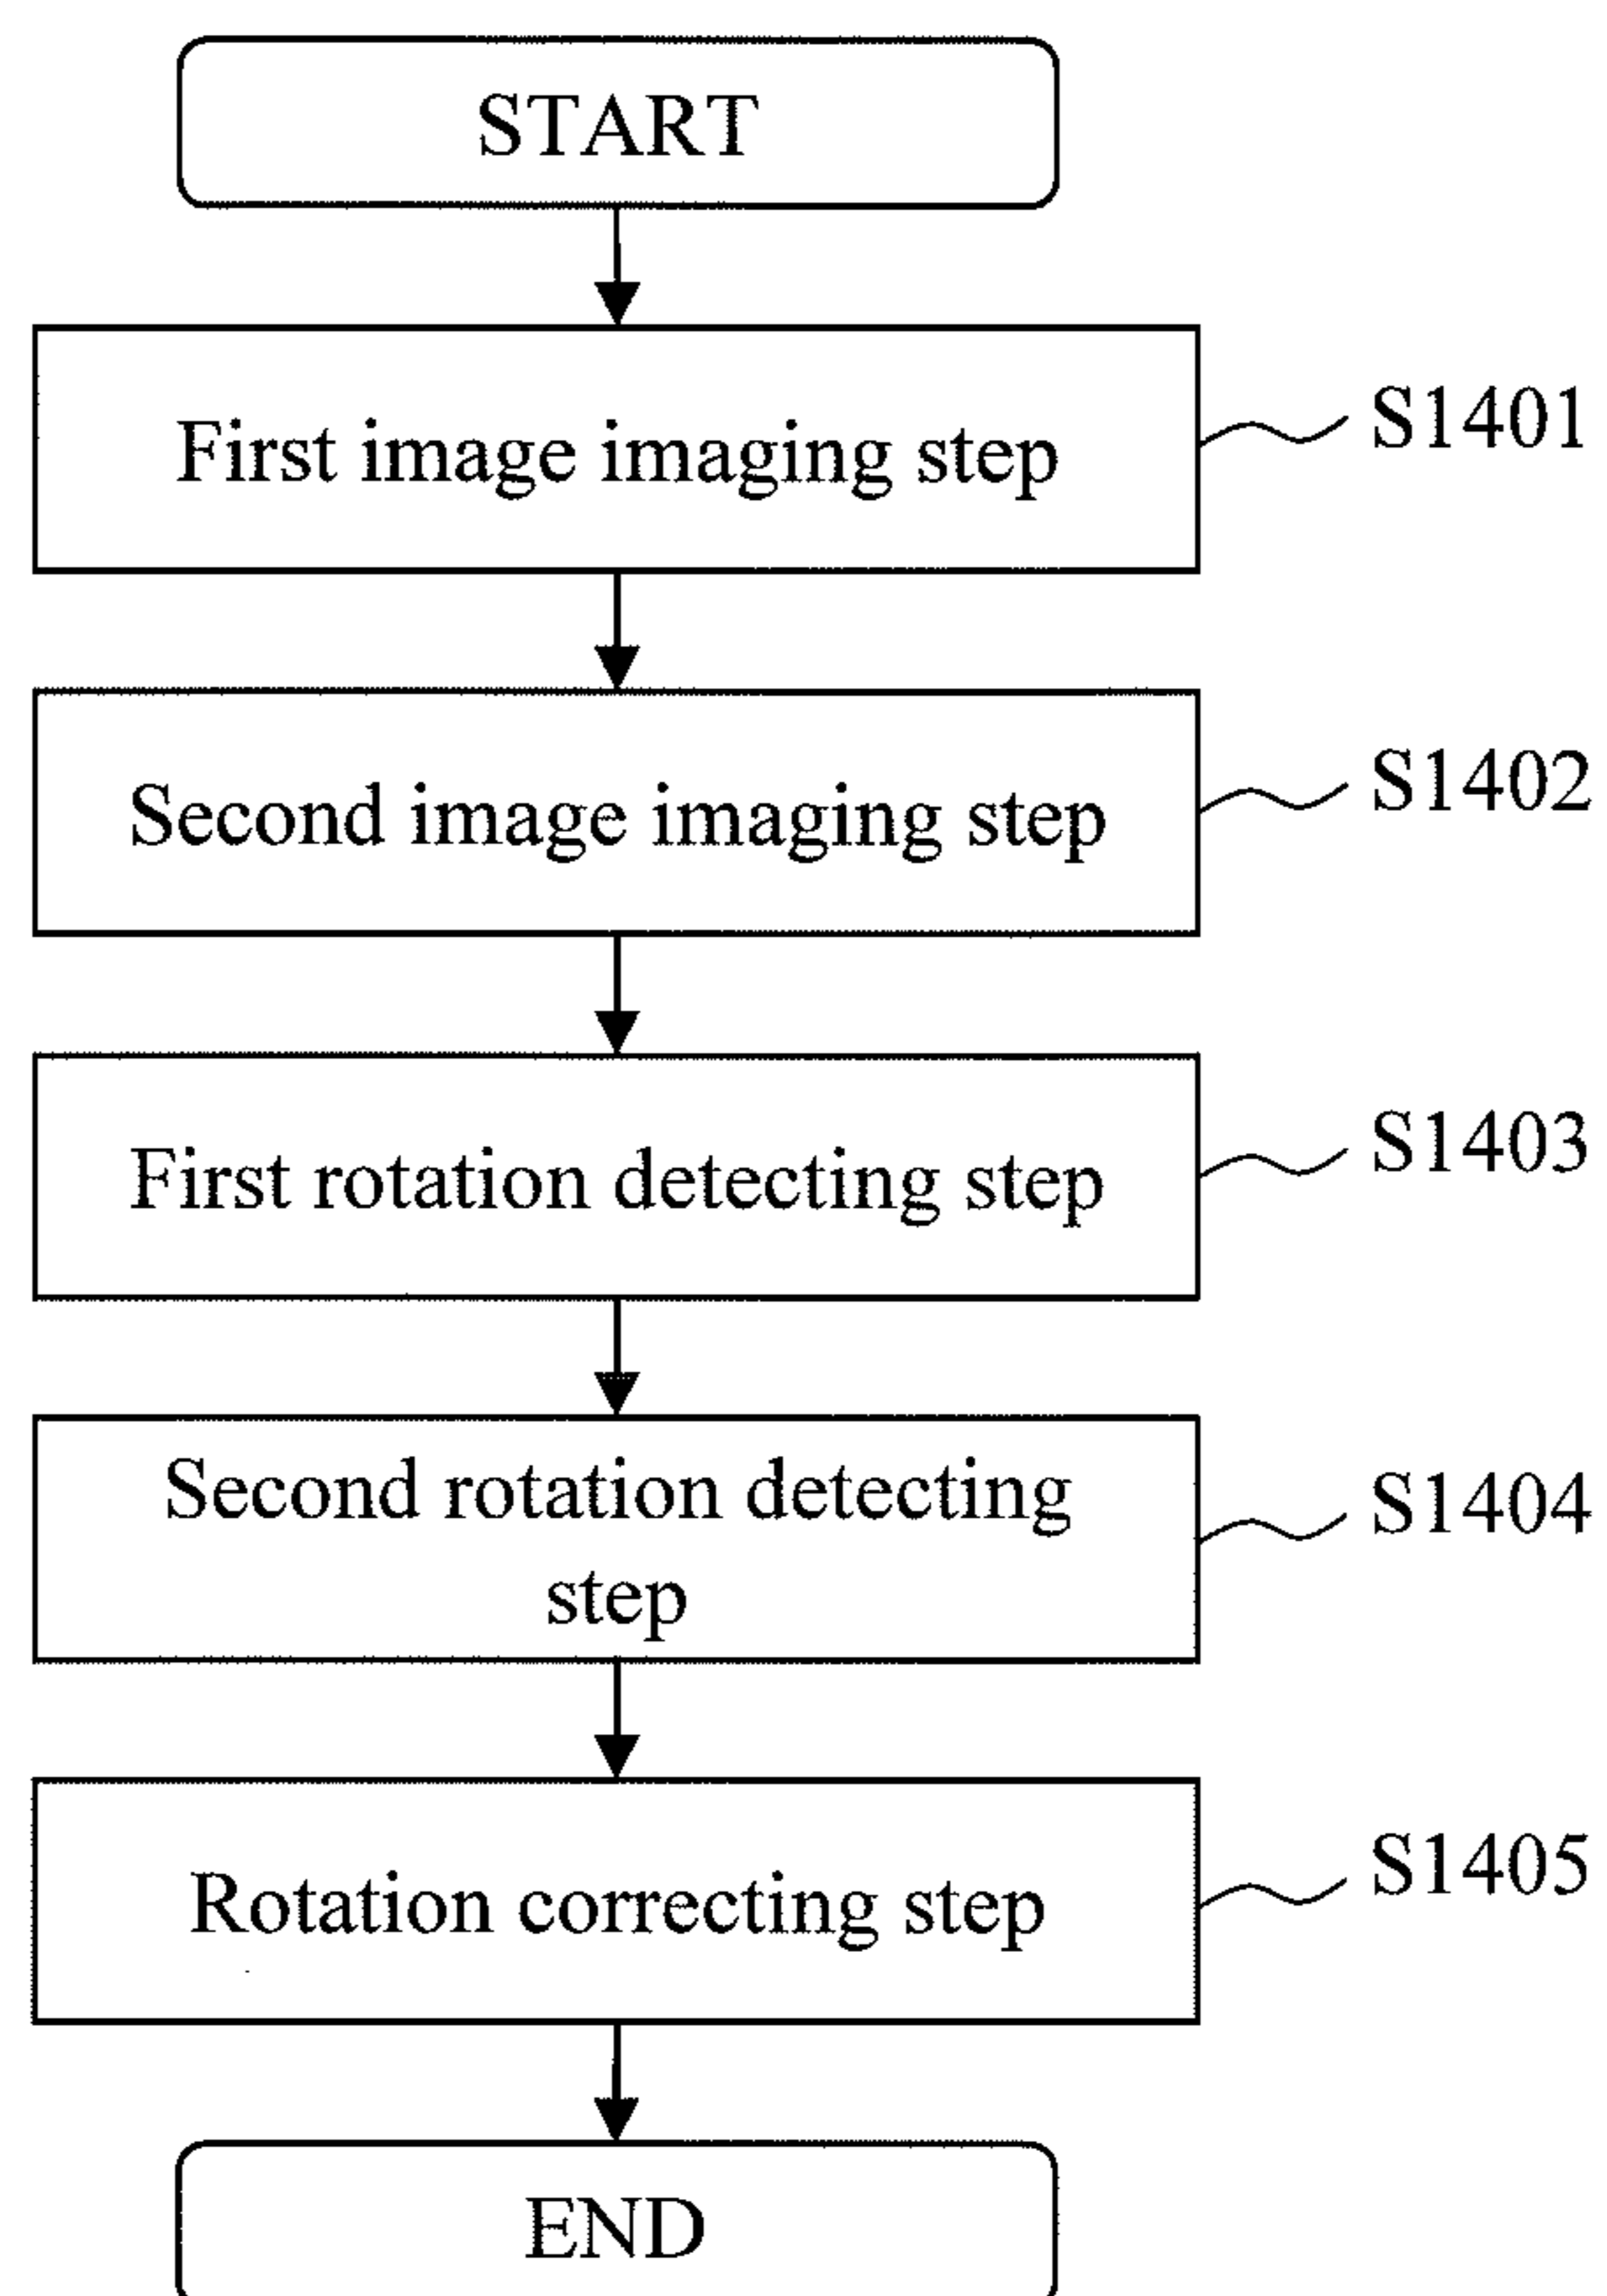 START
First image imaging step
S1401
Second image imaging step
S1402
First rotation detecting step
S1403
Second rotation detecting
step
S1404
Rotation correcting step
S1405
END